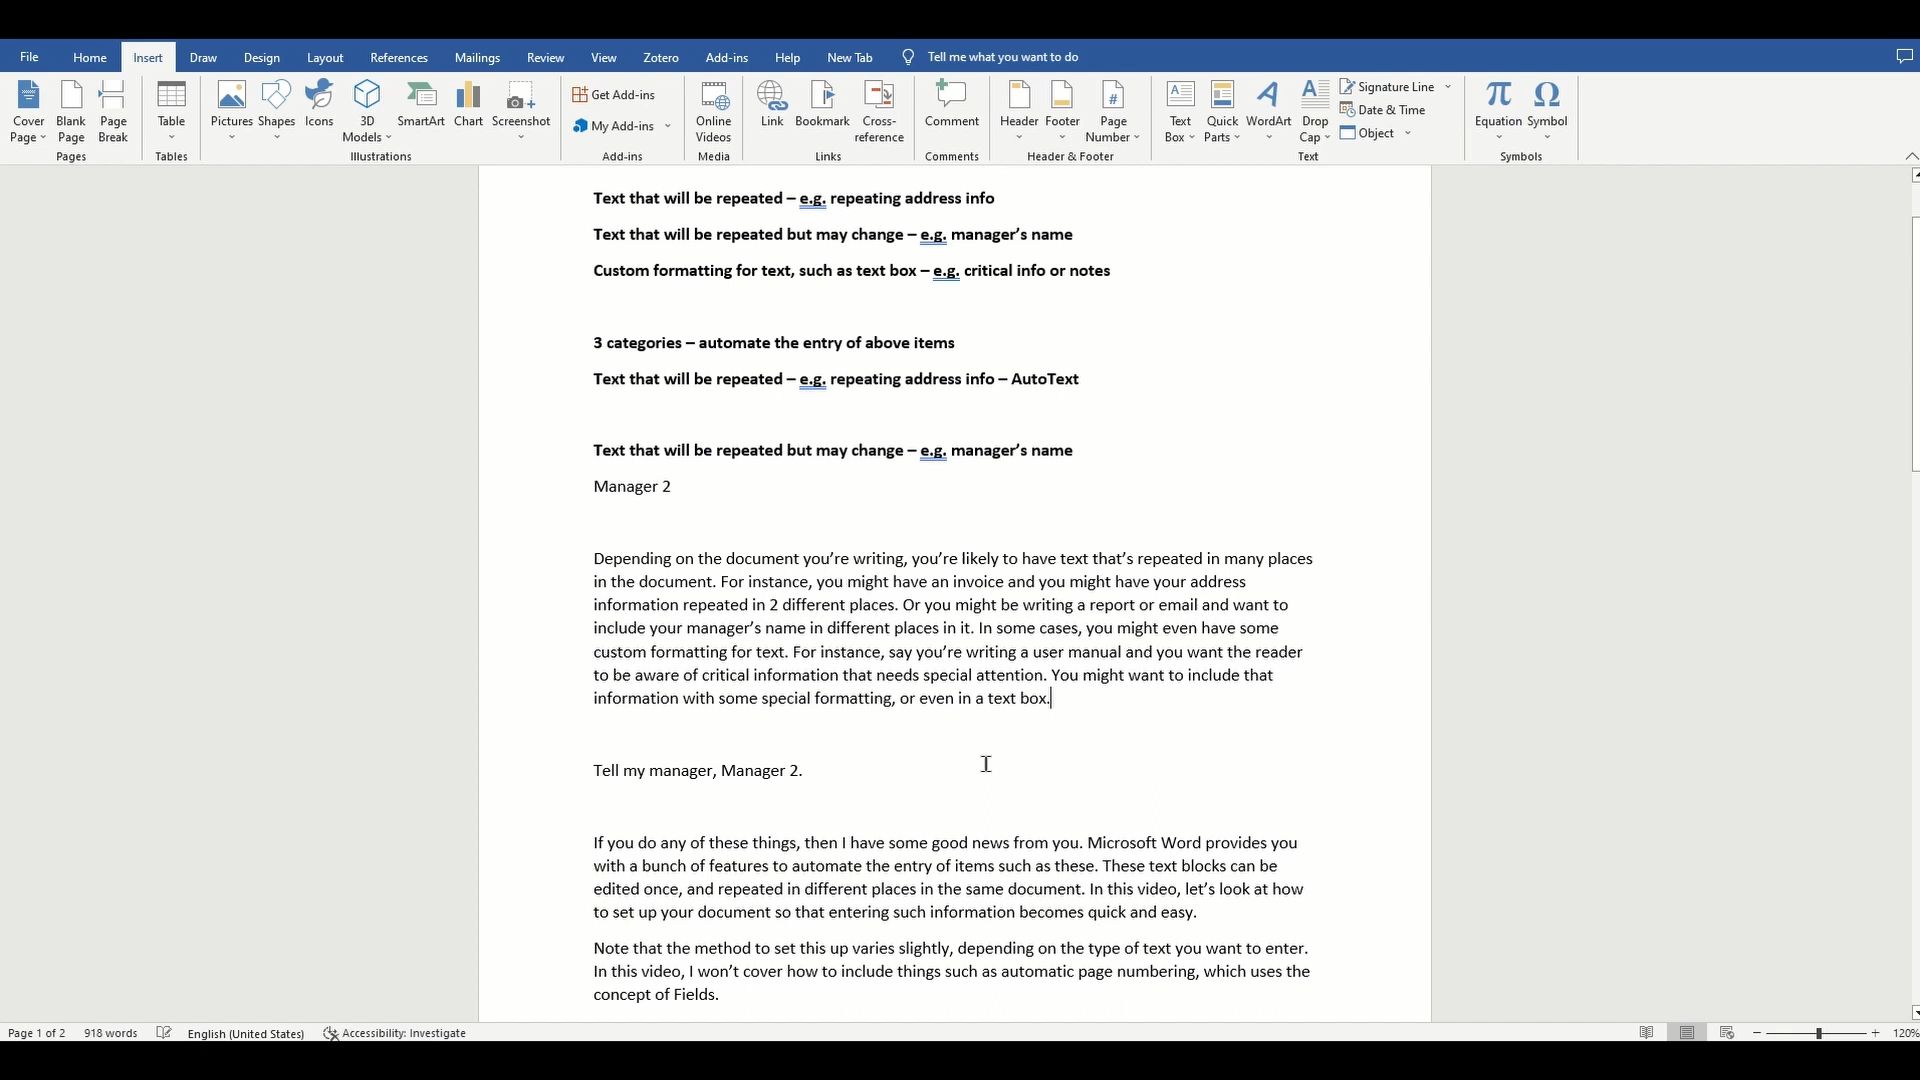 File Home Insert Draw Design Layout References Mailings Review View Zotero Add-ins Help New Tab Tell me what you want to do
Cover Page Blank Page Page Break Table Pictures Shapes Icons 3D Models SmartArt Chart Screenshot Get Add-ins My Add-ins Online Videos Link Bookmark Cross-reference Comment Header Footer Page Number Text Box Quick Parts WordArt Drop Cap Signature Line Date & Time Object Equation Symbol
Pages Tables Illustrations Add-ins Media Links Comments Header & Footer Text Symbols
Text that will be repeated – e.g. repeating address info
Text that will be repeated but may change – e.g. manager’s name
Custom formatting for text, such as text box – e.g. critical info or notes
3 categories – automate the entry of above items
Text that will be repeated – e.g. repeating address info – AutoText
Text that will be repeated but may change – e.g. manager’s name
Manager 2
Depending on the document you’re writing, you’re likely to have text that’s repeated in many places
in the document. For instance, you might have an invoice and you might have your address
information repeated in 2 different places. Or you might be writing a report or email and want to
include your manager’s name in different places in it. In some cases, you might even have some
custom formatting for text. For instance, say you’re writing a user manual and you want the reader
to be aware of critical information that needs special attention. You might want to include that
information with some special formatting, or even in a text box.
Tell my manager, Manager 2.
If you do any of these things, then I have some good news from you. Microsoft Word provides you
with a bunch of features to automate the entry of items such as these. These text blocks can be
edited once, and repeated in different places in the same document. In this video, let’s look at how
to set up your document so that entering such information becomes quick and easy.
Note that the method to set this up varies slightly, depending on the type of text you want to enter.
In this video, I won’t cover how to include things such as automatic page numbering, which uses the
concept of Fields.
Page 1 of 2 918 words English (United States) Accessibility: Investigate 120%